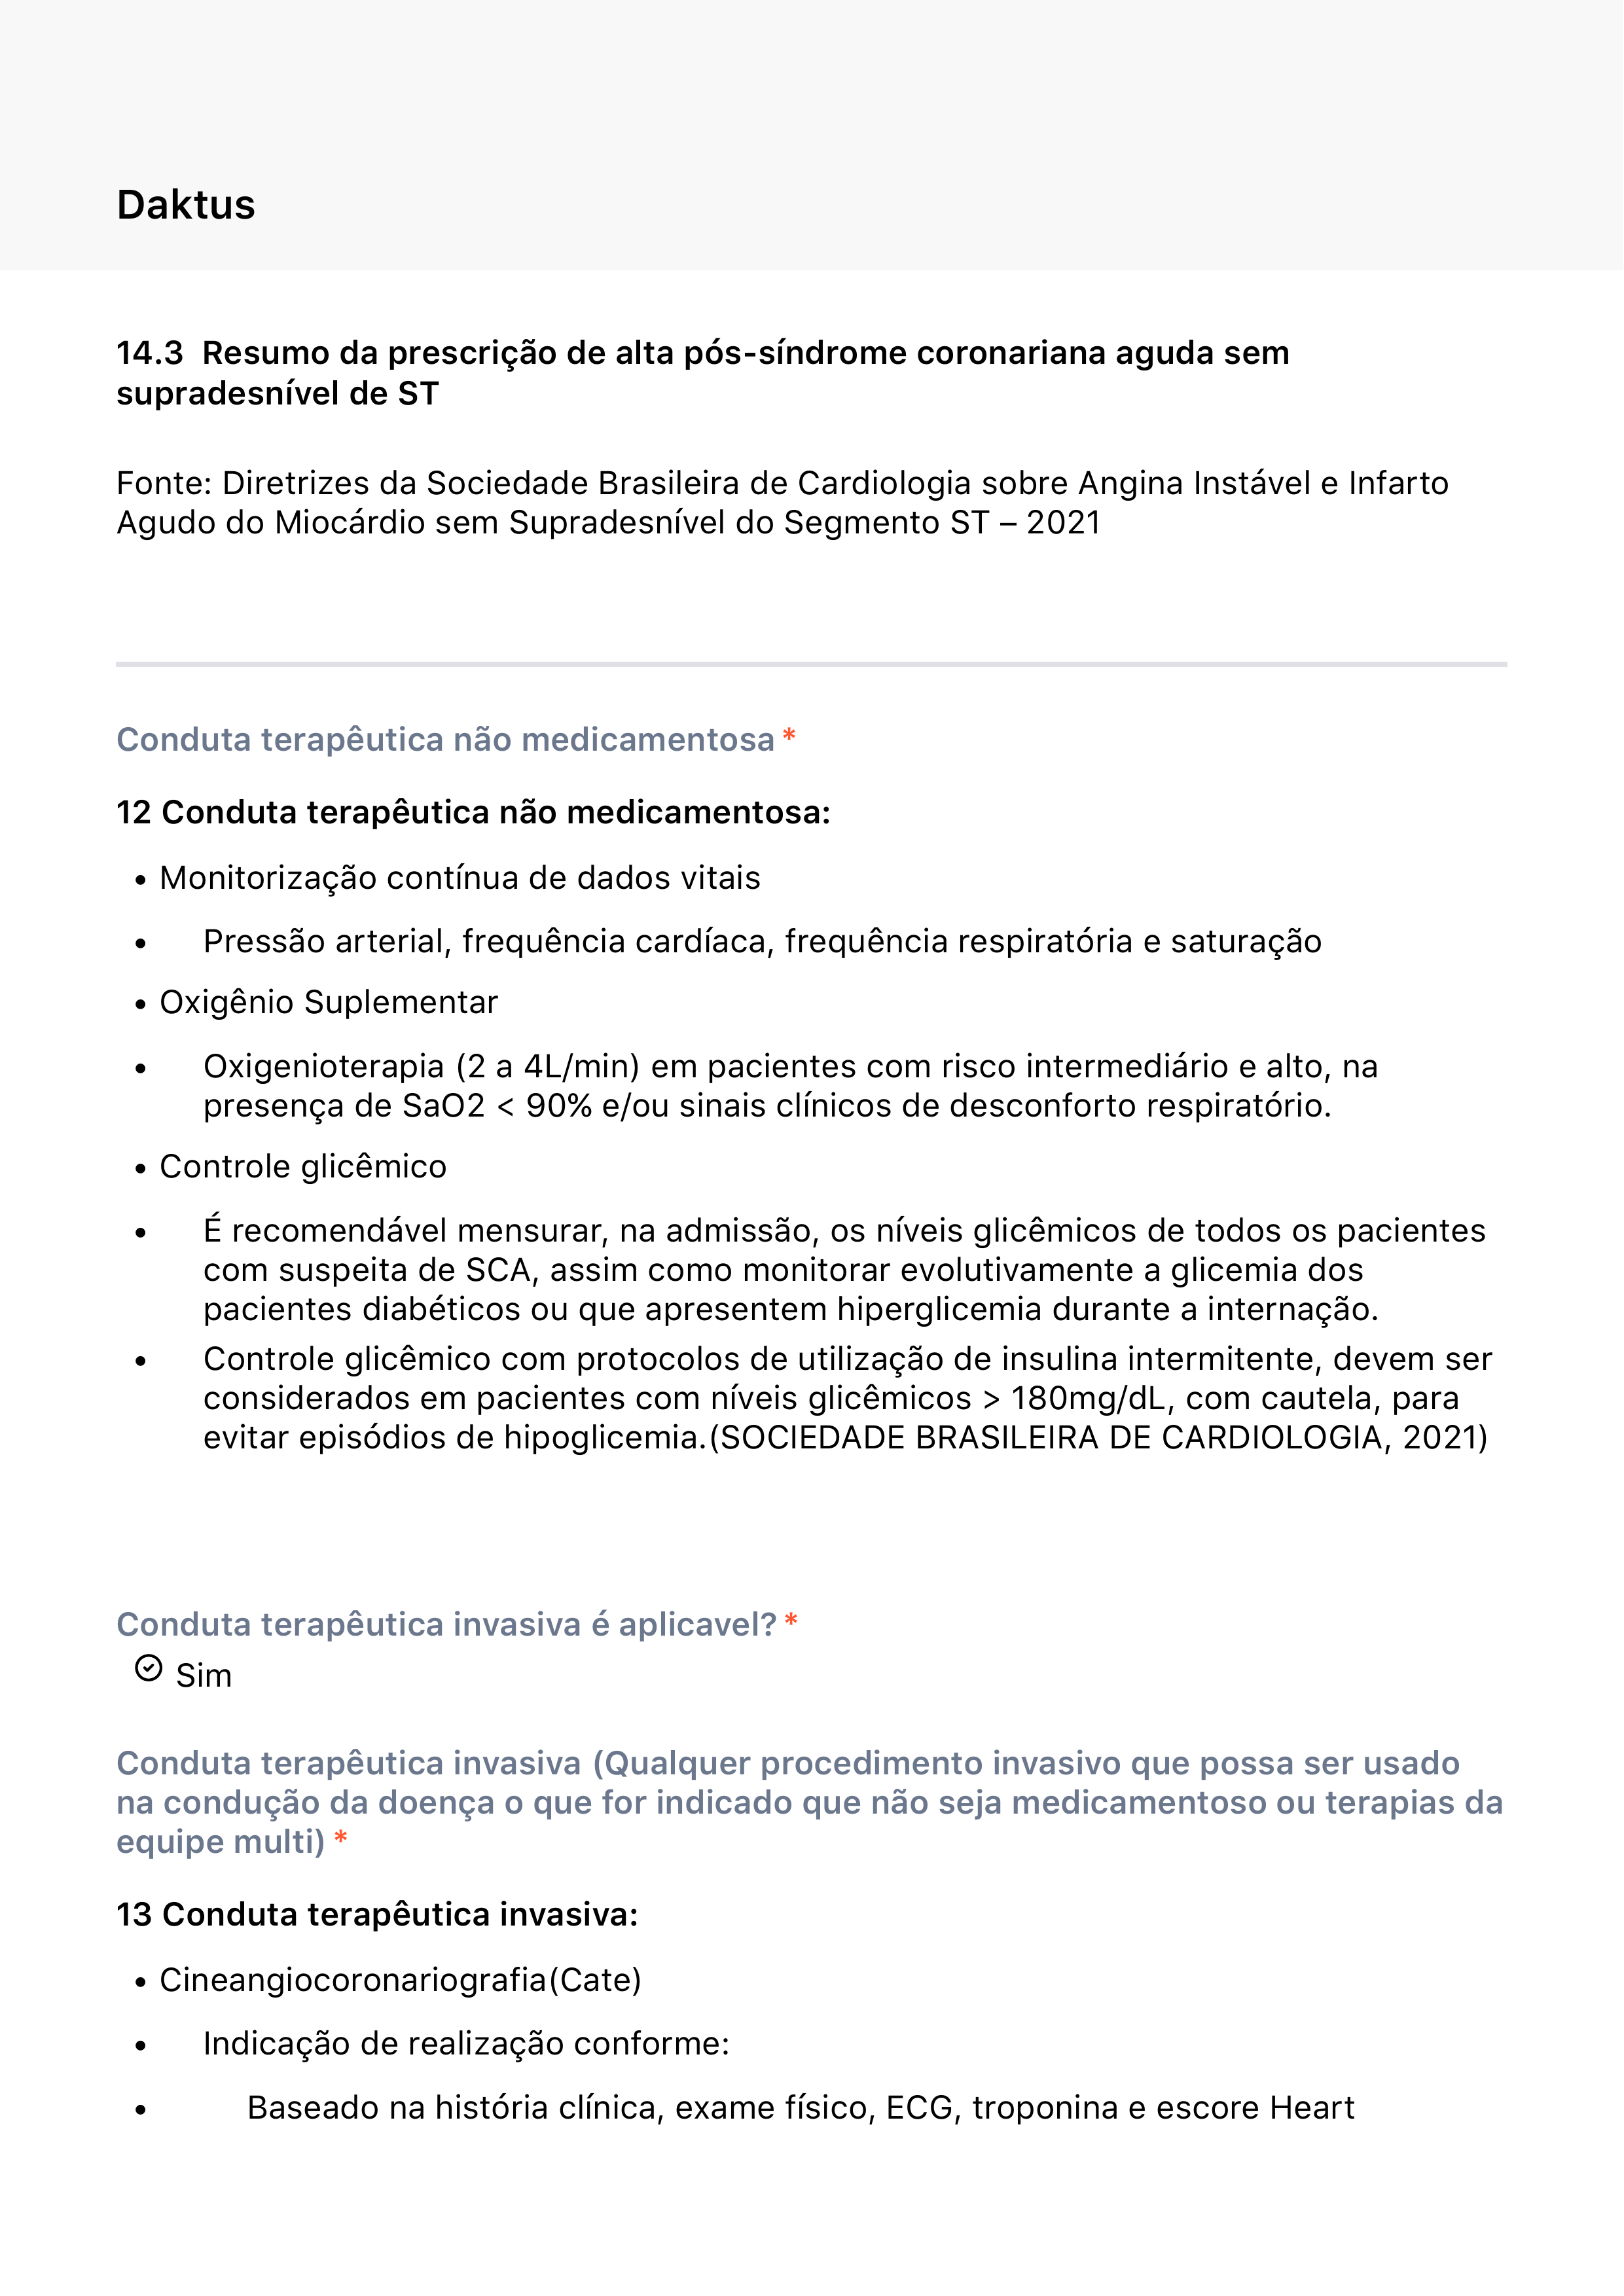 Daktus
14.3  Resumo da prescrição de alta pós-síndrome coronariana aguda sem
supradesnível de ST
Fonte: Diretrizes da Sociedade Brasileira de Cardiologia sobre Angina Instável e Infarto
Agudo do Miocárdio sem Supradesnível do Segmento ST – 2021
Conduta terapêutica não medicamentosa *
12 Conduta terapêutica não medicamentosa:
• Monitorização contínua de dados vitais
• Pressão arterial, frequência cardíaca, frequência respiratória e saturação
• Oxigênio Suplementar
• Oxigenioterapia (2 a 4L/min) em pacientes com risco intermediário e alto, na
presença de SaO2 < 90% e/ou sinais clínicos de desconforto respiratório.
• Controle glicêmico
• É recomendável mensurar, na admissão, os níveis glicêmicos de todos os pacientes
com suspeita de SCA, assim como monitorar evolutivamente a glicemia dos
pacientes diabéticos ou que apresentem hiperglicemia durante a internação.
• Controle glicêmico com protocolos de utilização de insulina intermitente, devem ser
considerados em pacientes com níveis glicêmicos > 180mg/dL, com cautela, para
evitar episódios de hipoglicemia.(SOCIEDADE BRASILEIRA DE CARDIOLOGIA, 2021)
Conduta terapêutica invasiva é aplicavel? *
Sim
Conduta terapêutica invasiva (Qualquer procedimento invasivo que possa ser usado
na condução da doença o que for indicado que não seja medicamentoso ou terapias da
equipe multi) *
13 Conduta terapêutica invasiva:
• Cineangiocoronariografia(Cate)
• Indicação de realização conforme:
• Baseado na história clínica, exame físico, ECG, troponina e escore Heart